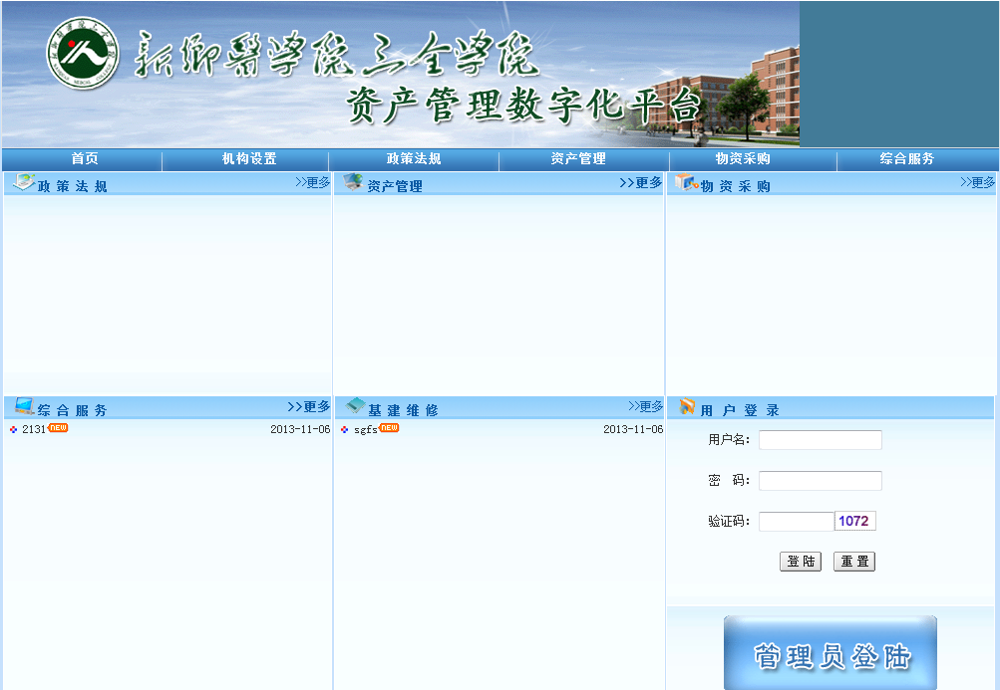 新鄉醫學院三全學院
资产管理数字化平台
首页 机构设置 政策法规 资产管理 物资采购 综合服务
政策法规 >>更多
资产管理 >>更多
物资采购 >>更多
综合服务 >>更多
2131 NEW 2013-11-06
基建维修 >>更多
sgfs NEW 2013-11-06
用户登录
用户名：
密 码：
验证码： 1072
登陆 重置
管理员登陆